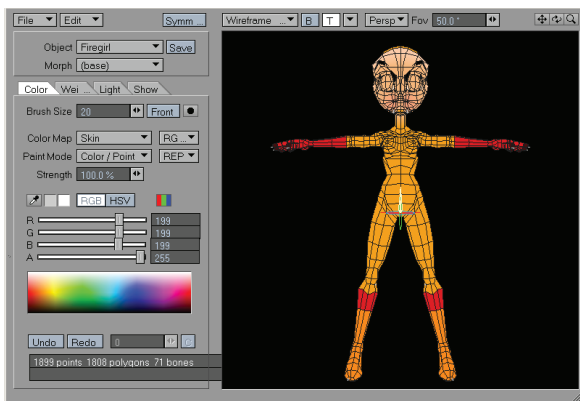 File Edit Symm ... Wireframe ... B T Persp Fov 50.0 °
Object Firegirl Save
Morph (base)
Color Wei ... Light Show
Brush Size 20 Front
Color Map Skin RG ...
Paint Mode Color / Point REP
Strength 100.0 %
RGB HSV
R 199
G 199
B 199
A 255
Undo Redo 0
1899 points 1808 polygons 71 bones